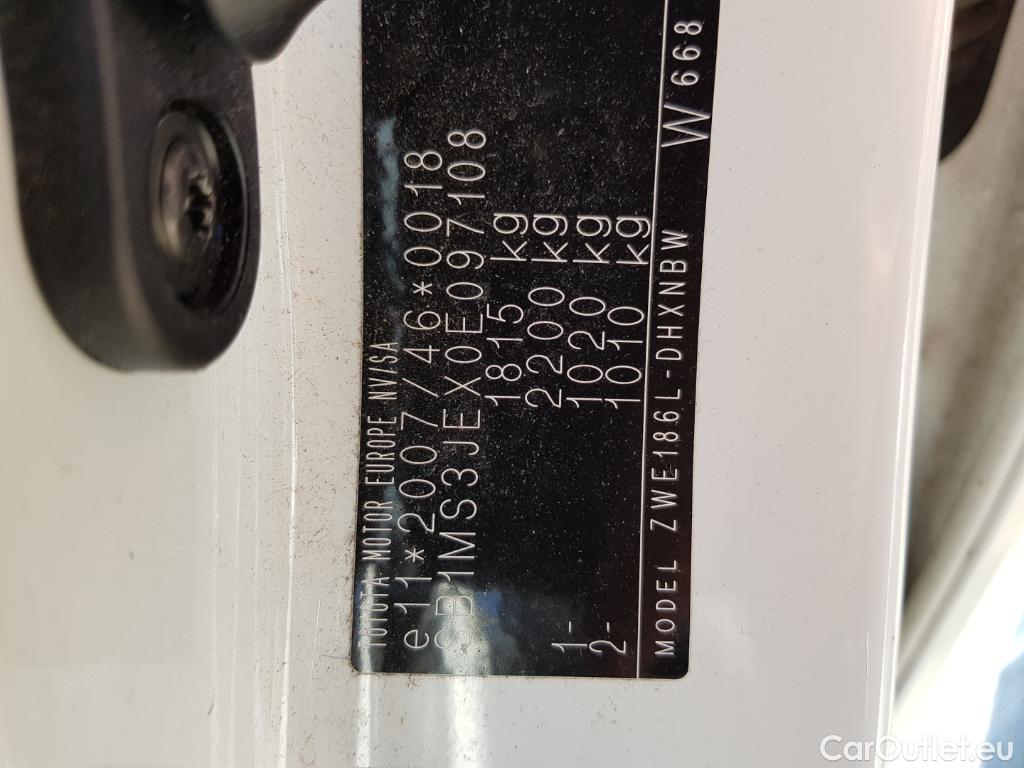 TOYOTA MOTOR EUROPE NV/SA
e11*2007/46*0018
SB1MS3JEX0E097108
1815 kg
2200 kg
1- 1020 kg
2- 1010 kg
MODEL ZWE186L-DHXNBW W668
CarOutlet.eu